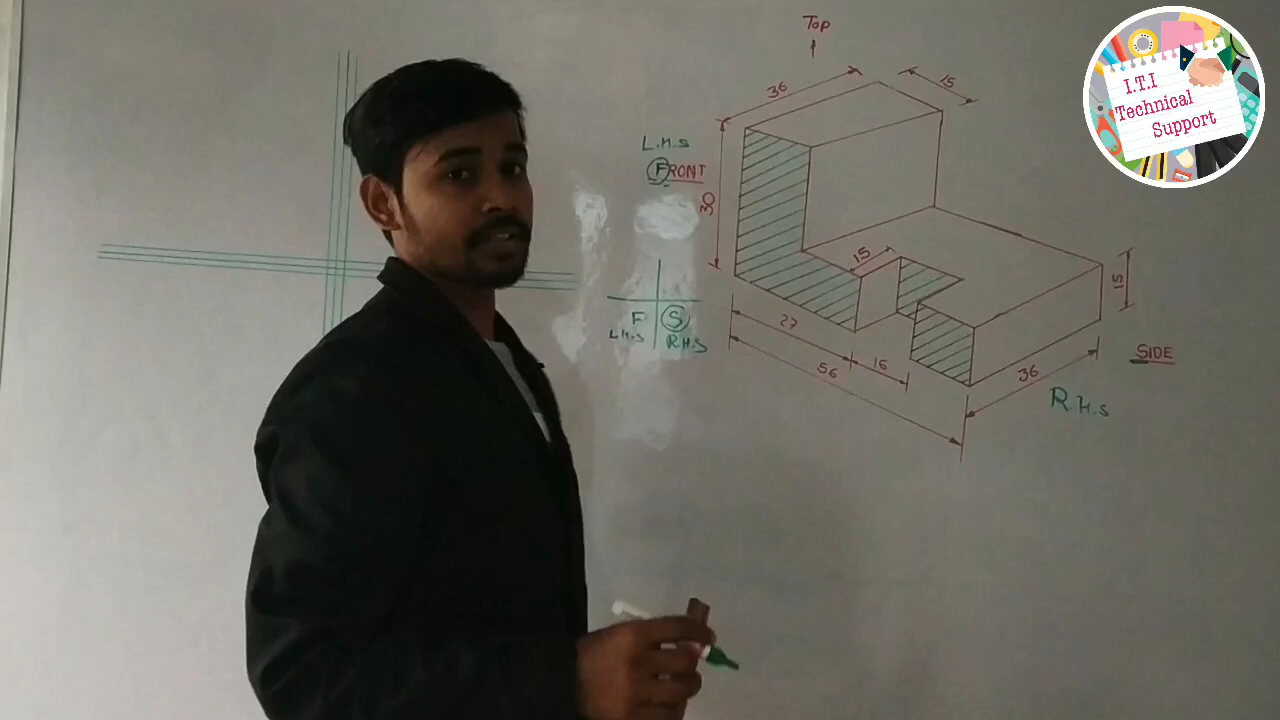 Top
36
15
L.H.S
FRONT
30
15
15
F
S
L.H.S
R.H.S
27
16
56
36
SIDE
R.H.S
I.T.I
Technical
Support